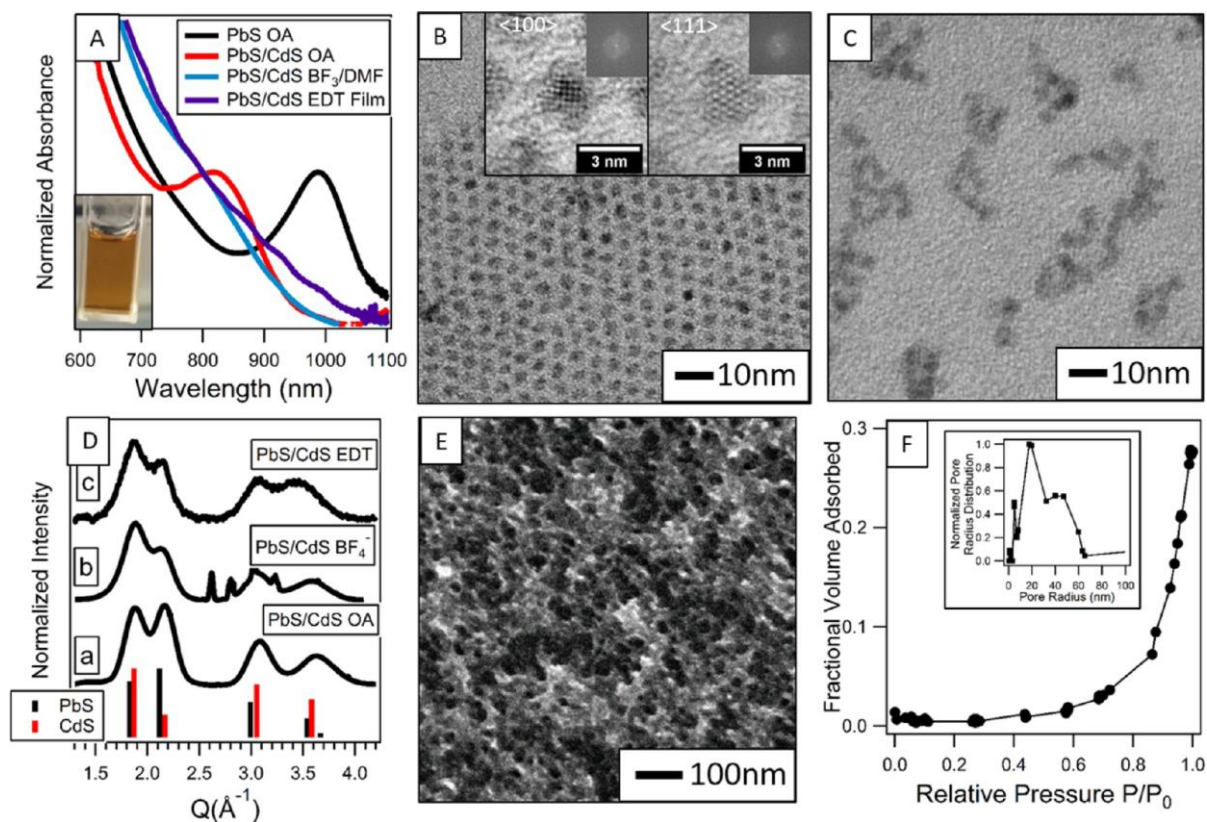 A
PbS OA
PbS/CdS OA
PbS/CdS BF3/DMF
PbS/CdS EDT Film
Normalized Absorbance
600 700 800 900 1000 1100
Wavelength (nm)
B
<100>
3 nm
<111>
3 nm
10nm
C
10nm
D
PbS/CdS EDT
c
PbS/CdS BF4-
b
PbS/CdS OA
a
Normalized Intensity
PbS
CdS
1.5 2.0 2.5 3.0 3.5 4.0
Q(Å-1)
E
100nm
F
Fractional Volume Adsorbed
0.3
0.2
0.1
0.0
0.0 0.2 0.4 0.6 0.8 1.0
Relative Pressure P/P0
Normalized Pore
Radius Distribution
1.0
0.8
0.6
0.4
0.2
0.0
0 20 40 60 80 100
Pore Radius (nm)